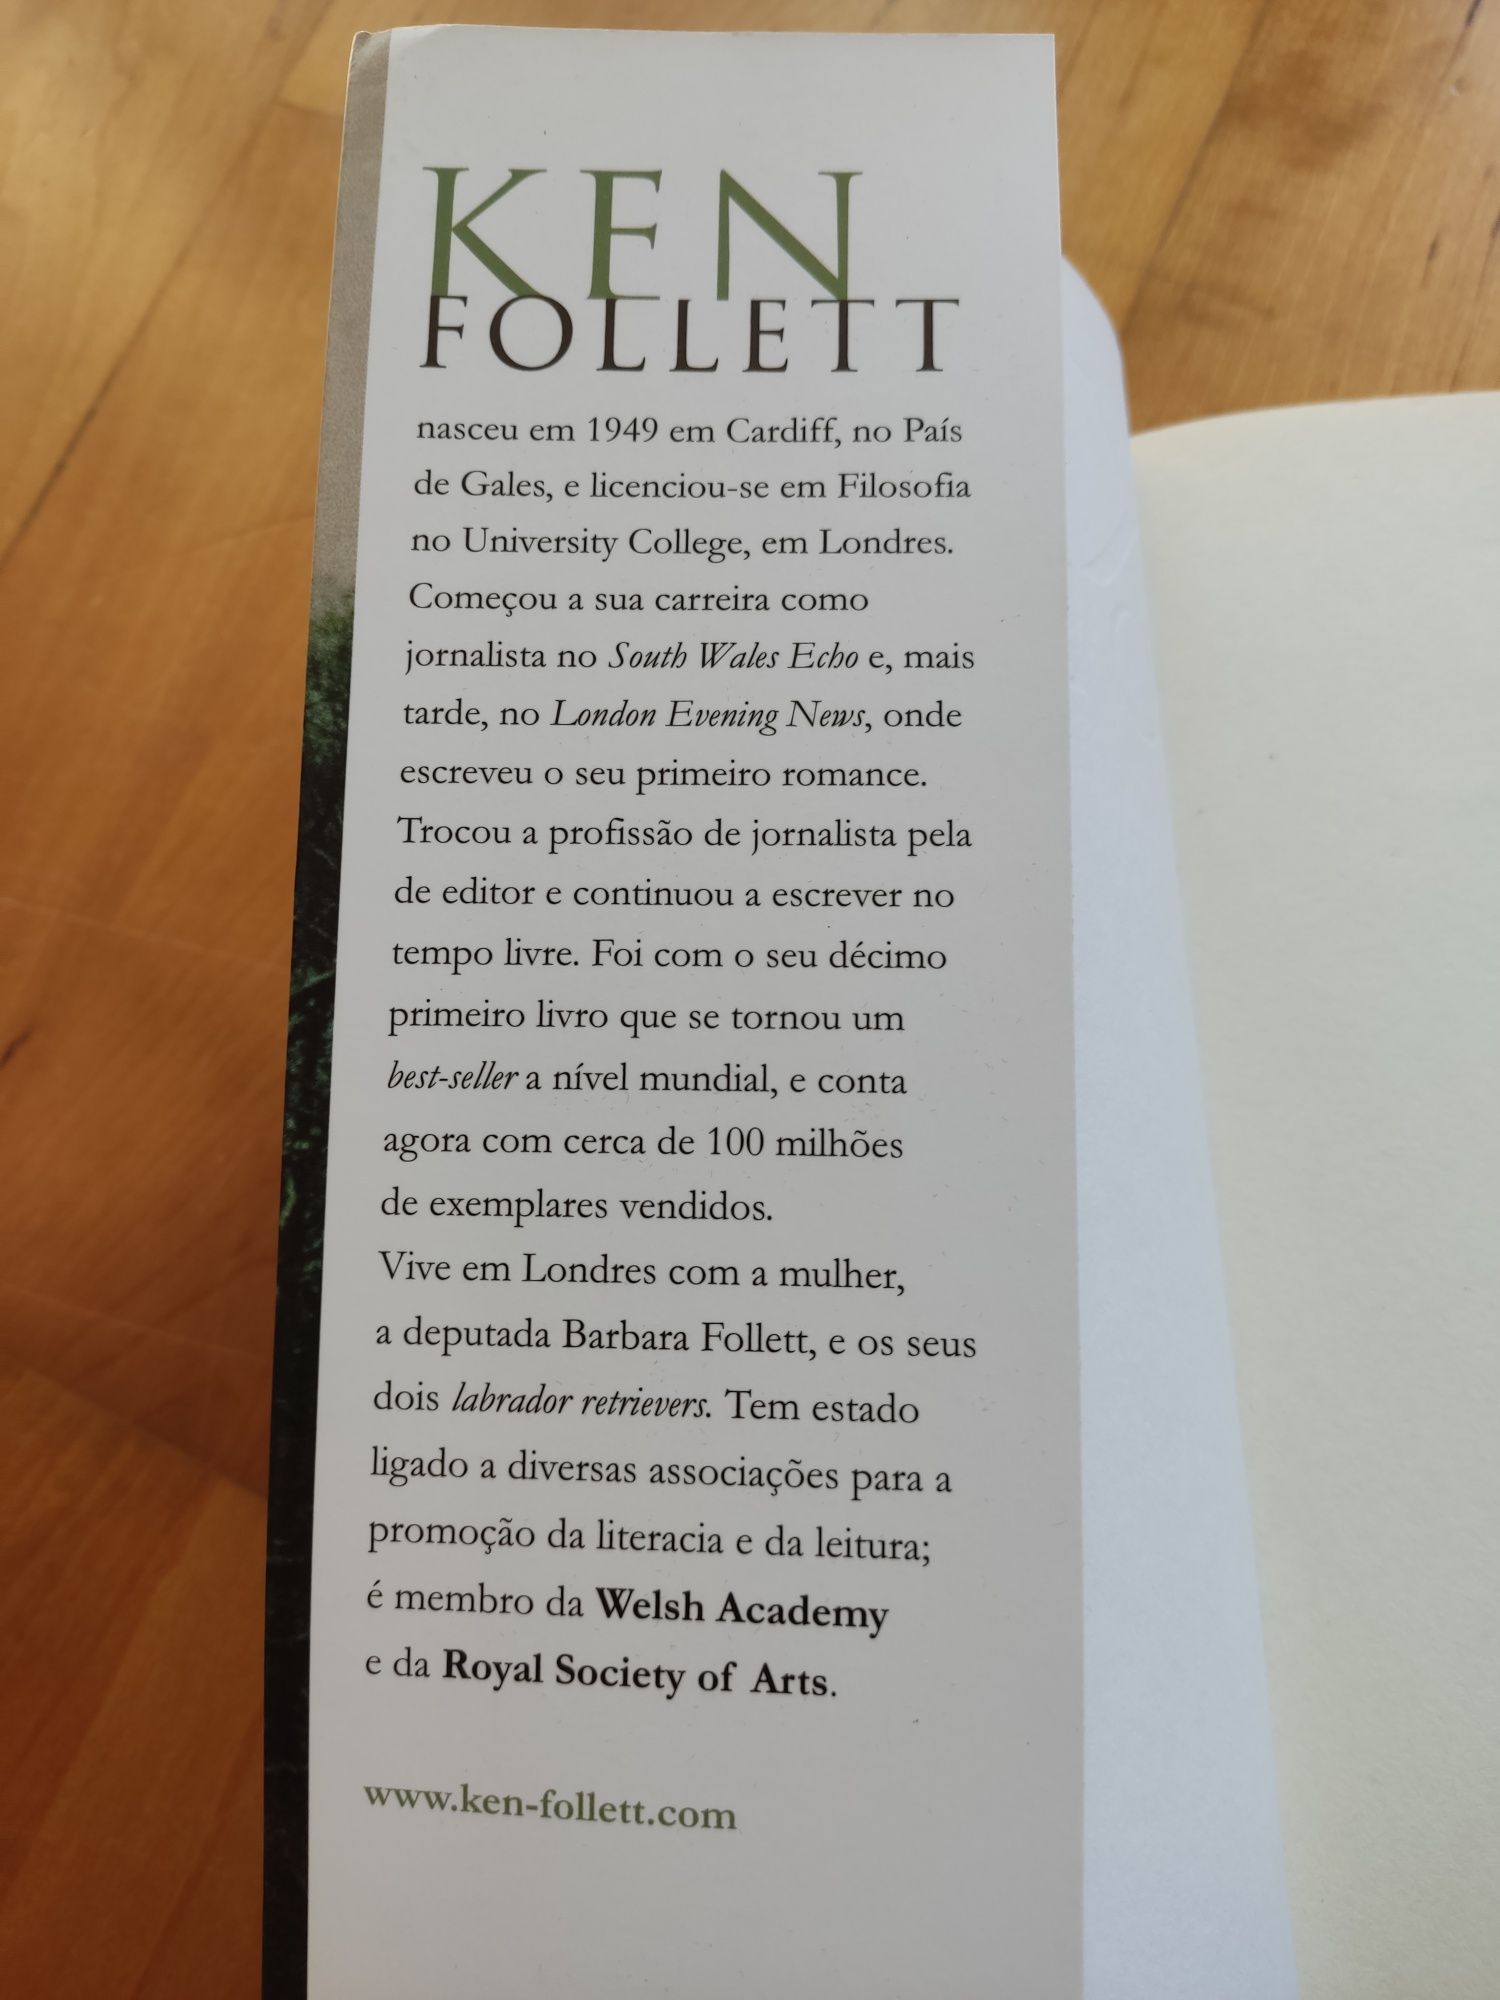 KEN
FOLLETT
nasceu em 1949 em Cardiff, no País
de Gales, e licenciou-se em Filosofia
no University College, em Londres.
Começou a sua carreira como
jornalista no South Wales Echo e, mais
tarde, no London Evening News, onde
escreveu o seu primeiro romance.
Trocou a profissão de jornalista pela
de editor e continuou a escrever no
tempo livre. Foi com o seu décimo
primeiro livro que se tornou um
best-seller a nível mundial, e conta
agora com cerca de 100 milhões
de exemplares vendidos.
Vive em Londres com a mulher,
a deputada Barbara Follett, e os seus
dois labrador retrievers. Tem estado
ligado a diversas associações para a
promoção da literacia e da leitura;
é membro da Welsh Academy
e da Royal Society of Arts.
www.ken-follett.com